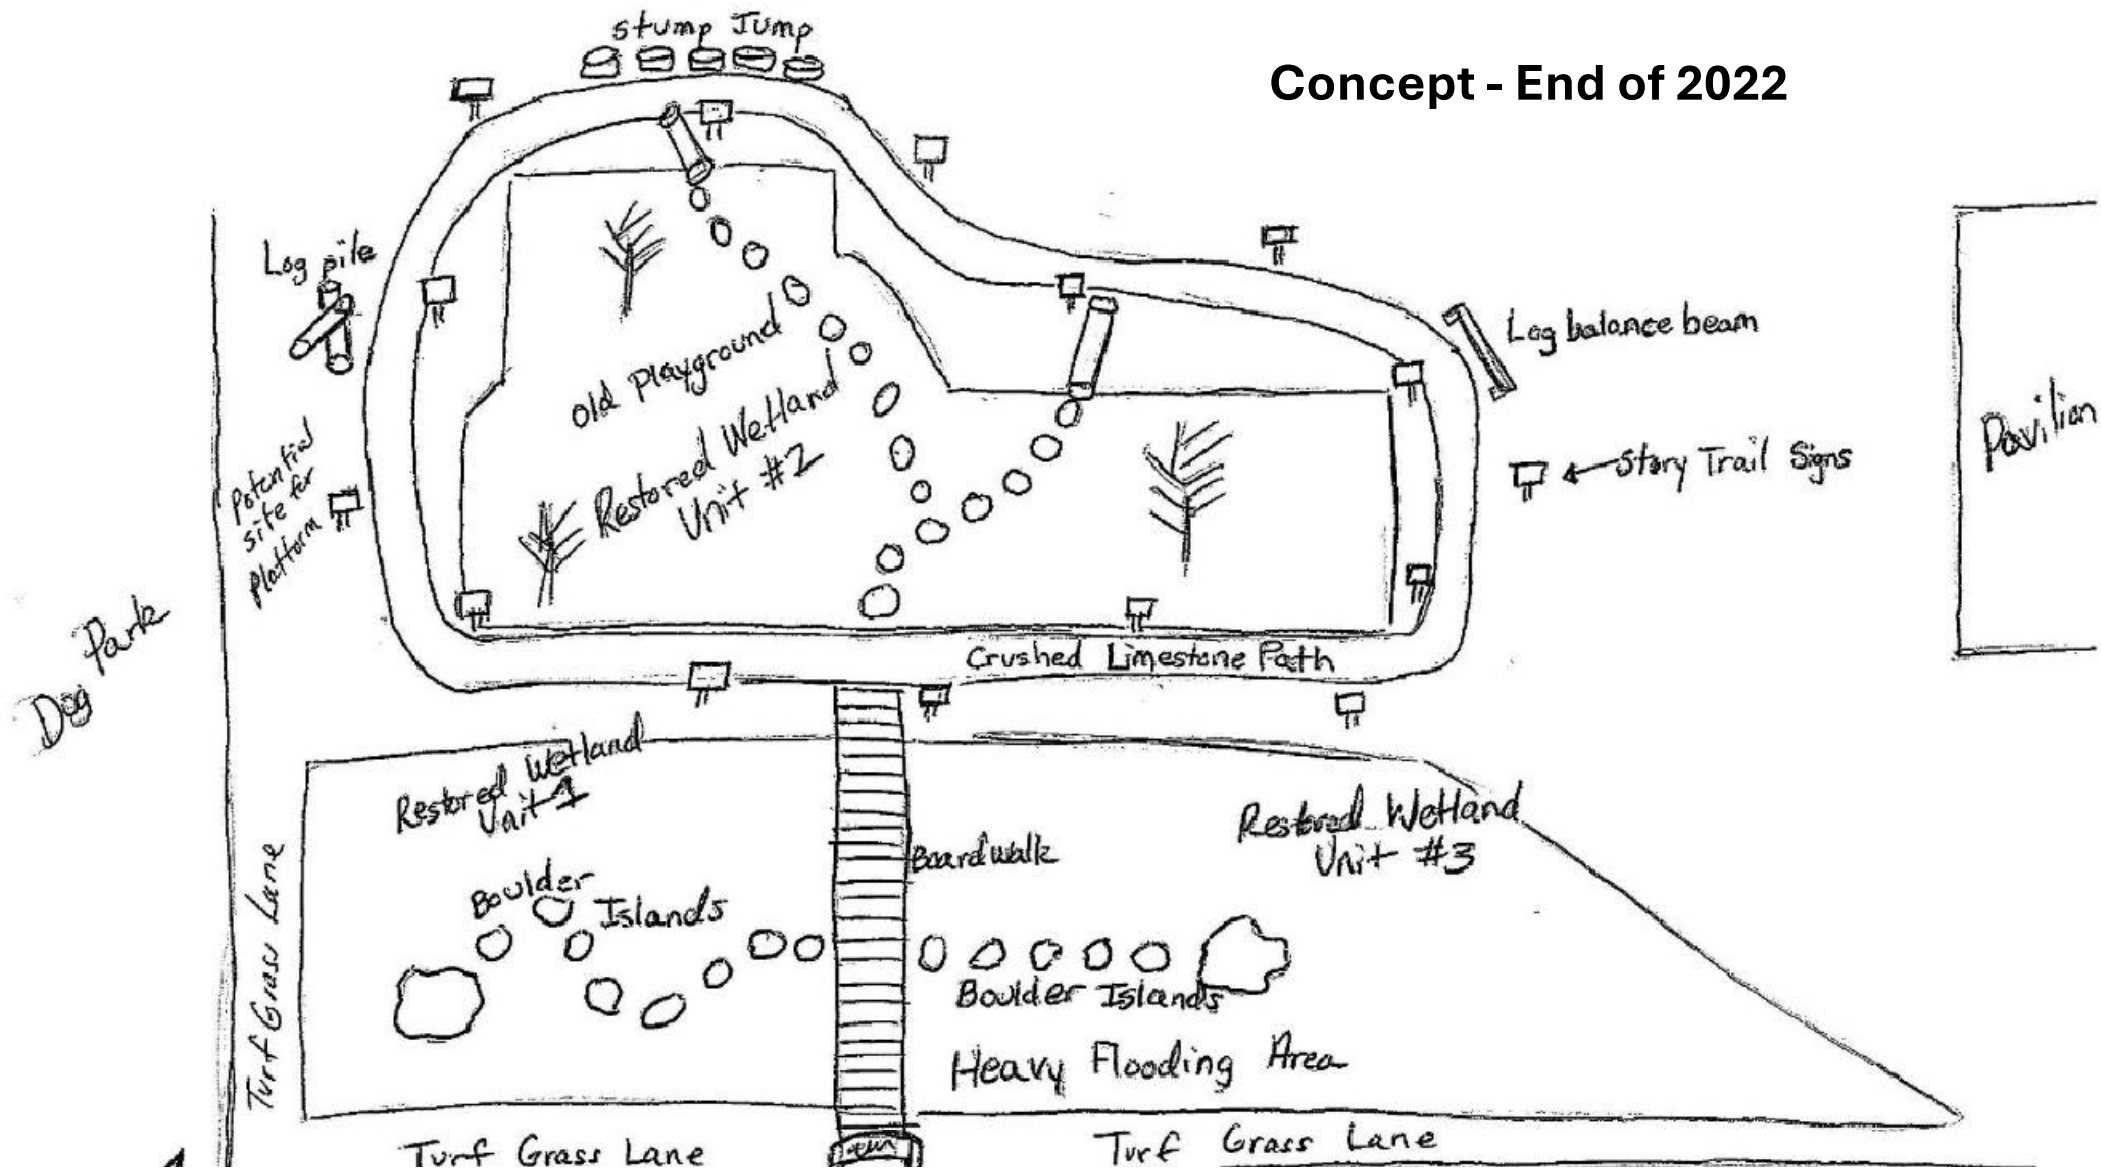 Stump Jump
Concept - End of 2022
Log pile
Log balance beam
Old Playground
Restored Wetland
Unit #2
Pavilion
Story Trail Signs
Potential
site for
Platform
Dog Park
Crushed Limestone Path
Restored Wetland
Unit 1
Restored Wetland
Unit #3
Boardwalk
Boulder
Islands
Boulder Islands
Turf Grass Lane
Heavy Flooding Area
Turf Grass Lane
Turf Grass Lane